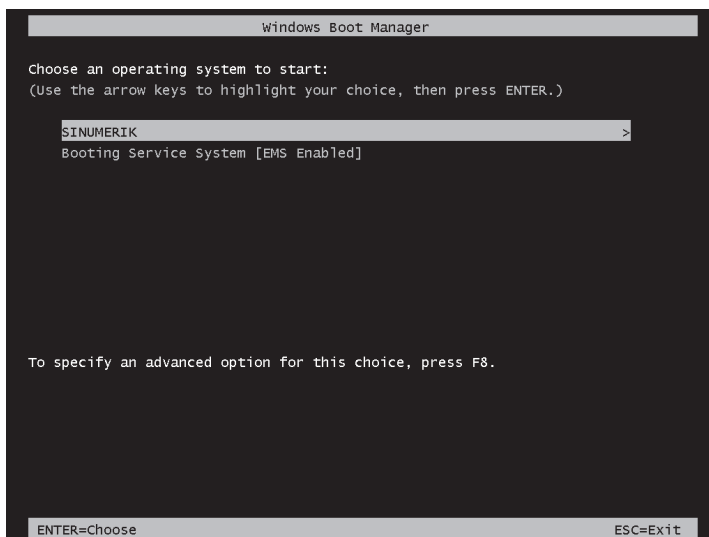 Windows Boot Manager
Choose an operating system to start:
(Use the arrow keys to highlight your choice, then press ENTER.)
SINUMERIK >
Booting Service System [EMS Enabled]
To specify an advanced option for this choice, press F8.
ENTER=Choose ESC=Exit